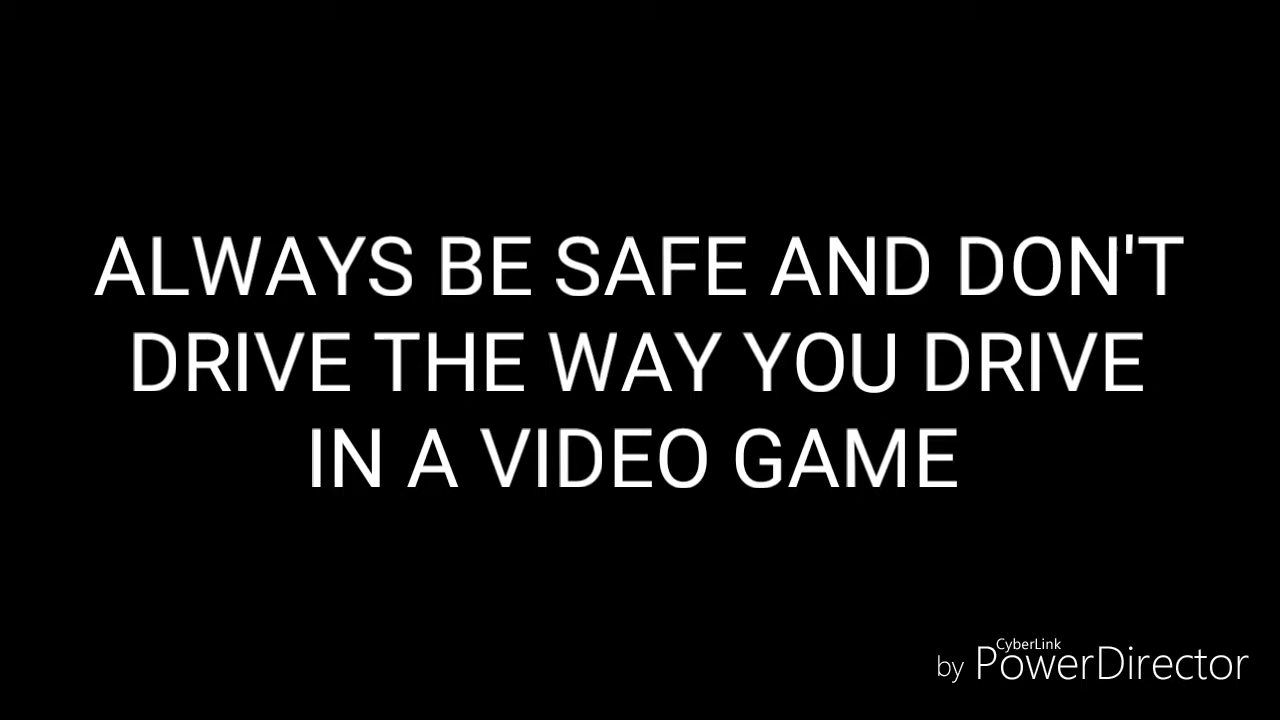 ALWAYS BE SAFE AND DON'T
DRIVE THE WAY YOU DRIVE
IN A VIDEO GAME
CyberLink
by PowerDirector